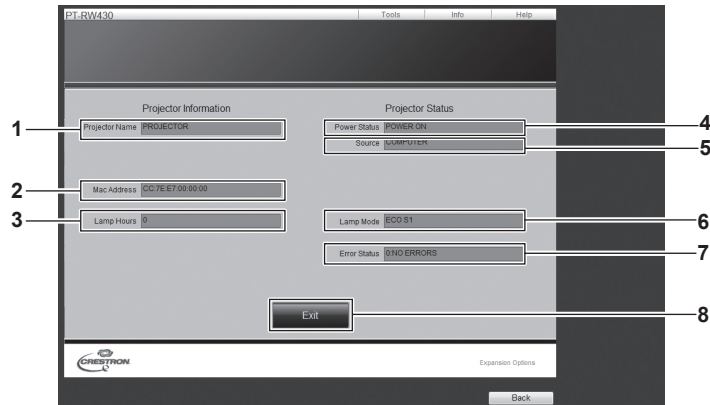 PT-RW430
Tools Info Help
Projector Information
Projector Status
1 Projector Name PROJECTOR
Power Status POWER ON 4
Source COMPUTER 5
2 Mac Address CC:7E:E7:00:00:00
3 Lamp Hours 0
Lamp Mode ECO S1 6
Error Status 0:NO ERRORS 7
Exit 8
CRESTRON
Expansion Options
Back